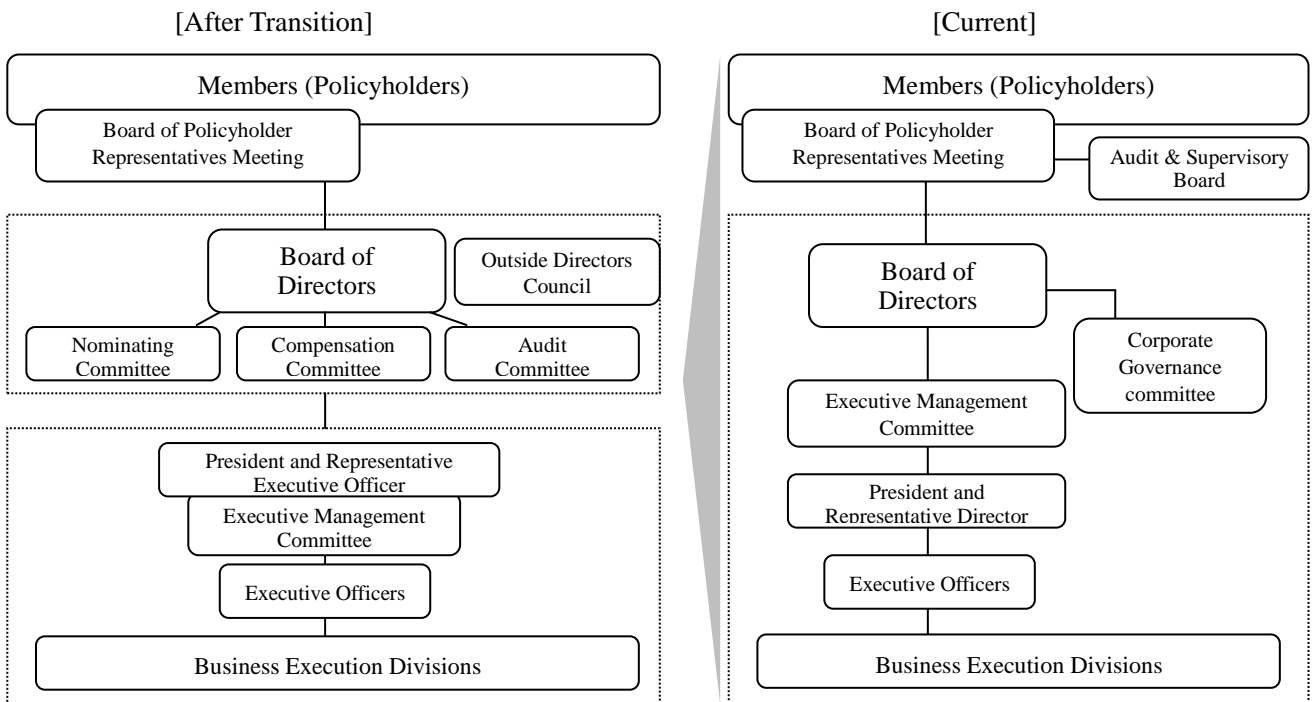 [After Transition]
Members (Policyholders)
Board of Policyholder
Representatives Meeting
Board of
Directors
Outside Directors
Council
Nominating
Committee
Compensation
Committee
Audit
Committee
President and Representative
Executive Officer
Executive Management
Committee
Executive Officers
Business Execution Divisions
[Current]
Members (Policyholders)
Board of Policyholder
Representatives Meeting
Audit & Supervisory
Board
Board of
Directors
Corporate
Governance
committee
Executive Management
Committee
President and
Representative Director
Executive Officers
Business Execution Divisions